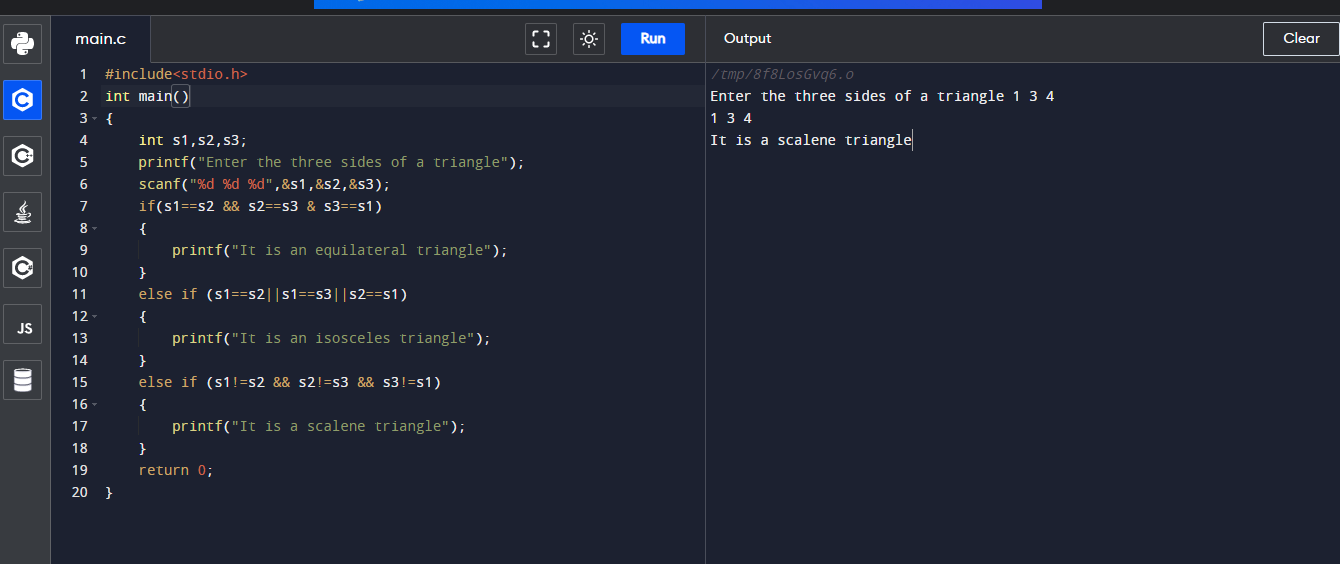 main.c
Run
Output
Clear
1 #include<stdio.h>
2 int main()
3 {
4     int s1,s2,s3;
5     printf("Enter the three sides of a triangle");
6     scanf("%d %d %d",&s1,&s2,&s3);
7     if(s1==s2 && s2==s3 & s3==s1)
8     {
9         printf("It is an equilateral triangle");
10     }
11     else if (s1==s2||s1==s3||s2==s1)
12     {
13         printf("It is an isosceles triangle");
14     }
15     else if (s1!=s2 && s2!=s3 && s3!=s1)
16     {
17         printf("It is a scalene triangle");
18     }
19     return 0;
20 }
/tmp/8f8LosGvq6.o
Enter the three sides of a triangle 1 3 4
1 3 4
It is a scalene triangle
JS